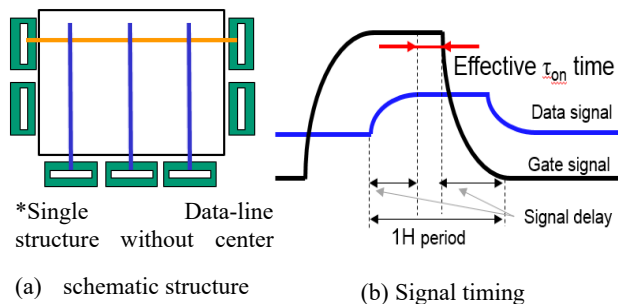 *Single Data-line
structure without center
(a) schematic structure
Effective τon time
Data signal
Gate signal
Signal delay
1H period
(b) Signal timing